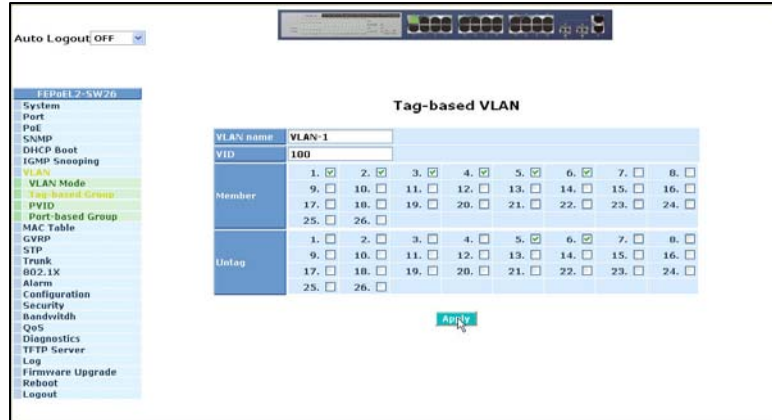 Auto Logout OFF
FEPoEL2-SW26
System
Port
PoE
SNMP
DHCP Boot
IGMP Snooping
VLAN
VLAN Mode
Tag-based Group
PVID
Port-based Group
MAC Table
GVRP
STP
Trunk
802.1X
Alarm
Configuration
Security
Bandwitdh
QoS
Diagnostics
TFTP Server
Log
Firmware Upgrade
Reboot
Logout
Tag-based VLAN
VLAN name VLAN-1
VID 100
Member
1. 2. 3. 4. 5. 6. 7. 8.
9. 10. 11. 12. 13. 14. 15. 16.
17. 18. 19. 20. 21. 22. 23. 24.
25. 26.
Untag
1. 2. 3. 4. 5. 6. 7. 8.
9. 10. 11. 12. 13. 14. 15. 16.
17. 18. 19. 20. 21. 22. 23. 24.
25. 26.
Apply